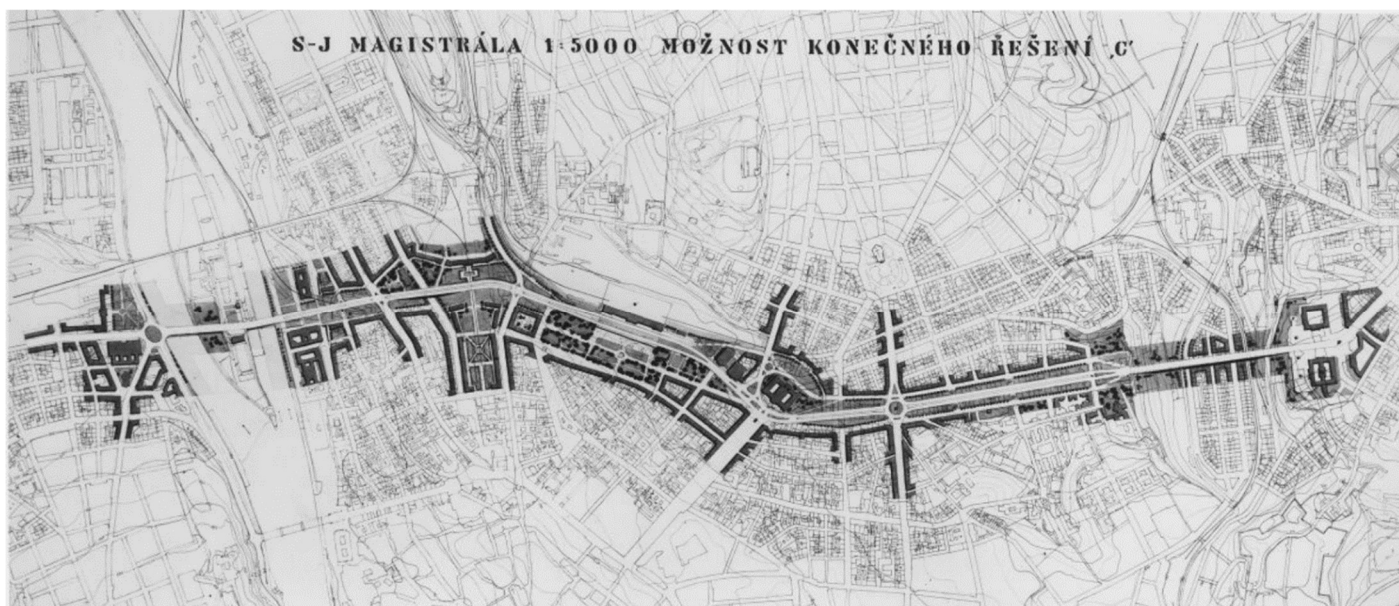 S-J MAGISTRÁLA 1:5000 MOŽNOST KONEČNÉHO ŘEŠENÍ ‚C‘